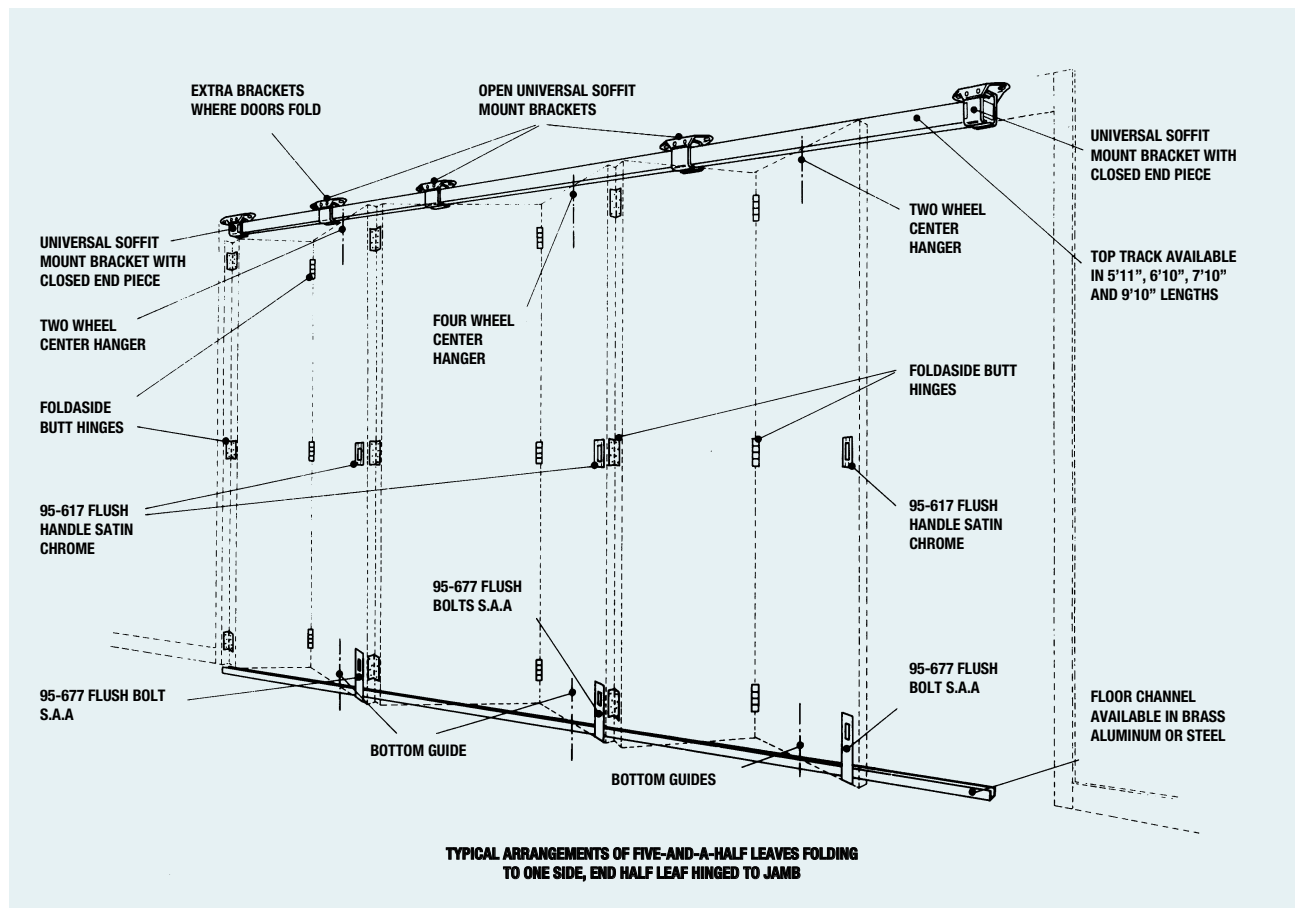 EXTRA BRACKETS
WHERE DOORS FOLD
OPEN UNIVERSAL SOFFIT
MOUNT BRACKETS
UNIVERSAL SOFFIT
MOUNT BRACKET WITH
CLOSED END PIECE
TWO WHEEL
CENTER
HANGER
UNIVERSAL SOFFIT
MOUNT BRACKET WITH
CLOSED END PIECE
TOP TRACK AVAILABLE
IN 5'11”, 6'10”, 7'10”
AND 9'10” LENGTHS
TWO WHEEL
CENTER HANGER
FOUR WHEEL
CENTER
HANGER
FOLDASIDE BUTT
HINGES
FOLDASIDE
BUTT HINGES
95-617 FLUSH
HANDLE SATIN
CHROME
95-617 FLUSH
HANDLE SATIN
CHROME
95-677 FLUSH
BOLTS S.A.A
95-677 FLUSH BOLT
S.A.A
95-677 FLUSH
BOLT S.A.A
FLOOR CHANNEL
AVAILABLE IN BRASS
ALUMINUM OR STEEL
BOTTOM GUIDE
BOTTOM GUIDES
TYPICAL ARRANGEMENTS OF FIVE-AND-A-HALF LEAVES FOLDING
TO ONE SIDE, END HALF LEAF HINGED TO JAMB